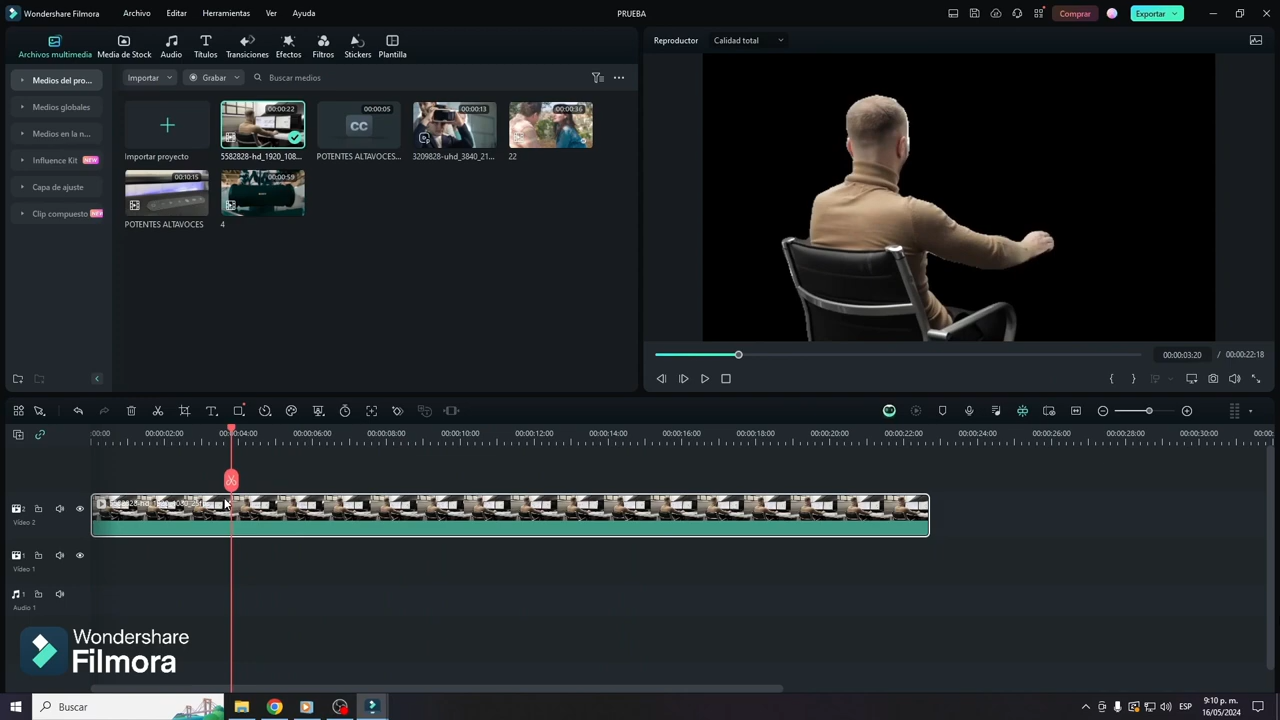 Wondershare Filmora
Archivo
Editar
Herramientas
Ver
Ayuda
PRUEBA
Comprar
Exportar
Archivos multimedia
Media de Stock
Audio
Títulos
Transiciones
Efectos
Filtros
Stickers
Plantilla
Reproductor
Calidad total
Medios del pro...
Medios globales
Medios en la n...
Influence Kit NEW
Capa de ajuste
Clip compuesto NEW
Importar
Grabar
Buscar medios
Importar proyecto
00:00:22
5582828-hd_1920_108...
00:00:05
CC
POTENTES ALTAVOCES...
00:00:13
3209828-uhd_3840_21...
00:00:36
22
00:10:15
POTENTES ALTAVOCES
00:00:59
4
00:00:03:20 / 00:00:22:18
:00:00 00:00:02:00 00:00:04:00 00:00:06:00 00:00:08:00 00:00:10:00 00:00:12:00 00:00:14:00 00:00:16:00 00:00:18:00 00:00:20:00 00:00:22:00 00:00:24:00 00:00:26:00 00:00:28:00 00:00:30:00 00:00:
2
Video 2
1
Video 1
1
Audio 1
Wondershare
Filmora
Buscar
ESP
9:10 p. m.
16/05/2024